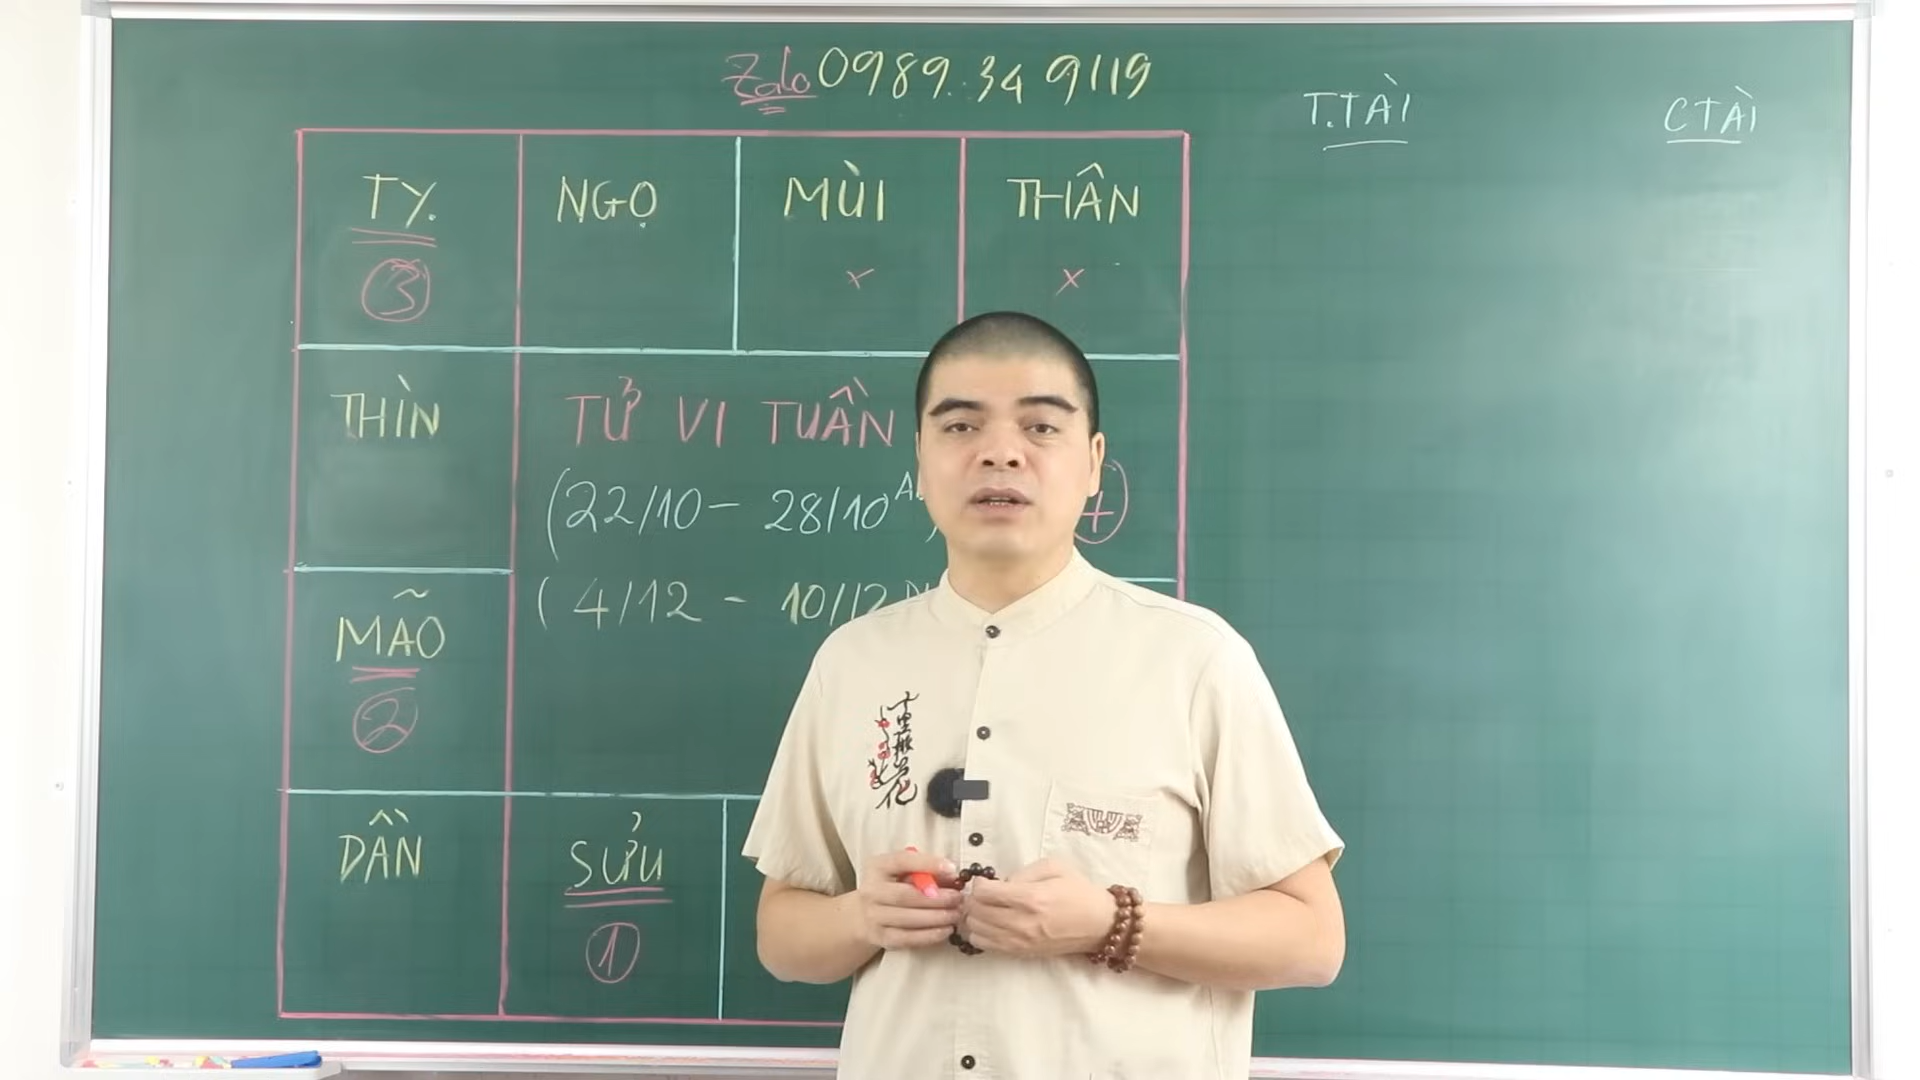 Zalo 0989.34 9119
T.TÀI
C TÀI
TỴ.
NGỌ
MÙI
THÂN
3
x
x
THÌN
TỬ VI TUẦN
(22/10 - 28/10
4
(4/12 - 10/12
MÃO
2
DẦN
SỬU
1